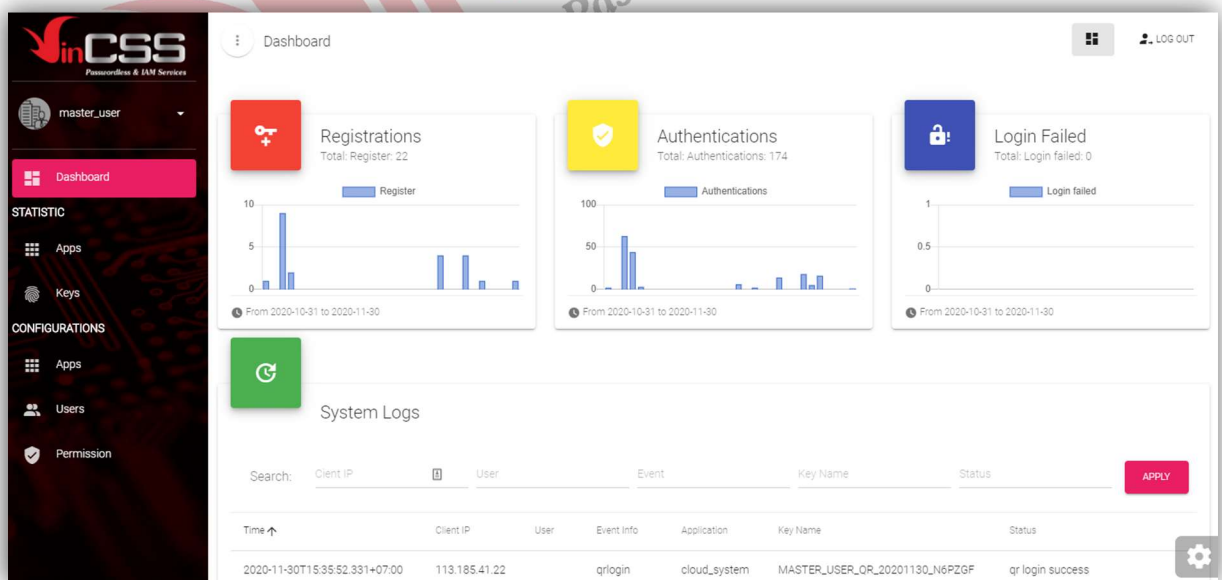 VinCSS
Passwordless & IAM Services
master_user
Dashboard
STATISTIC
Apps
Keys
CONFIGURATIONS
Apps
Users
Permission
Dashboard
LOG OUT
Registrations
Total: Register: 22
Register
10
5
0
From 2020-10-31 to 2020-11-30
Authentications
Total: Authentications: 174
Authentications
100
50
0
From 2020-10-31 to 2020-11-30
Login Failed
Total: Login failed: 0
Login failed
1
0.5
0
From 2020-10-31 to 2020-11-30
System Logs
Search: Client IP User Event Key Name Status APPLY
Time Client IP User Event Info Application Key Name Status
2020-11-30T15:35:52.331+07:00 113.185.41.22 qrlogin cloud_system MASTER_USER_QR_20201130_N6PZGF qr login success